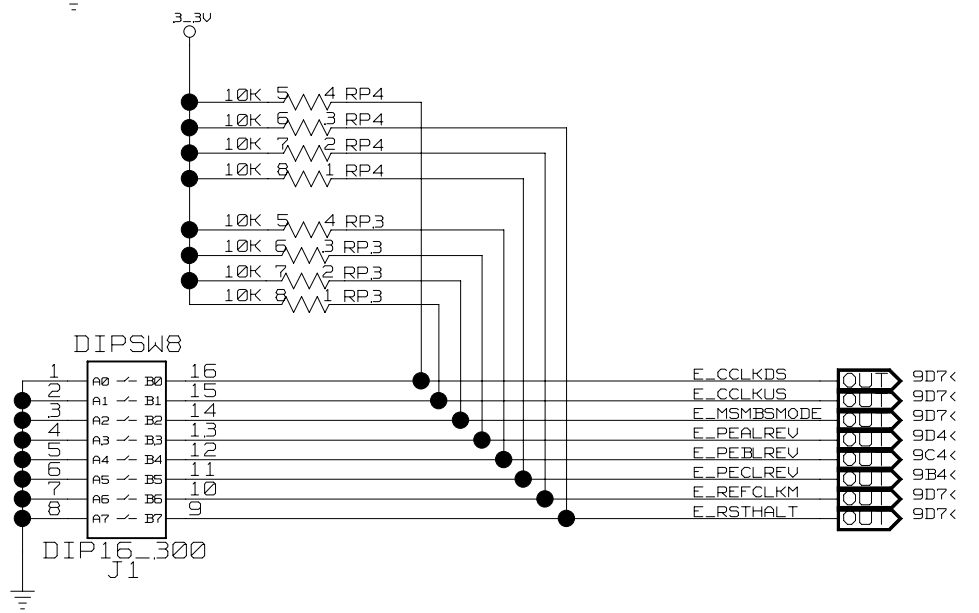 3_3V
10K 5 4 RP4
10K 6 3 RP4
10K 7 2 RP4
10K 8 1 RP4
10K 5 4 RP3
10K 6 3 RP3
10K 7 2 RP3
10K 8 1 RP3
DIPSW8
1 A0 B0 16 E_CCLKDS OUT 9D7<
2 A1 B1 15 E_CCLKUS OUT 9D7<
3 A2 B2 14 E_MSMBSMODE OUT 9D7<
4 A3 B3 13 E_PEALREV OUT 9D4<
5 A4 B4 12 E_PEBLREV OUT 9C4<
6 A5 B5 11 E_PECLREV OUT 9B4<
7 A6 B6 10 E_REFCLKM OUT 9D7<
8 A7 B7 9 E_RSTHALT OUT 9D7<
DIP16_300
J1